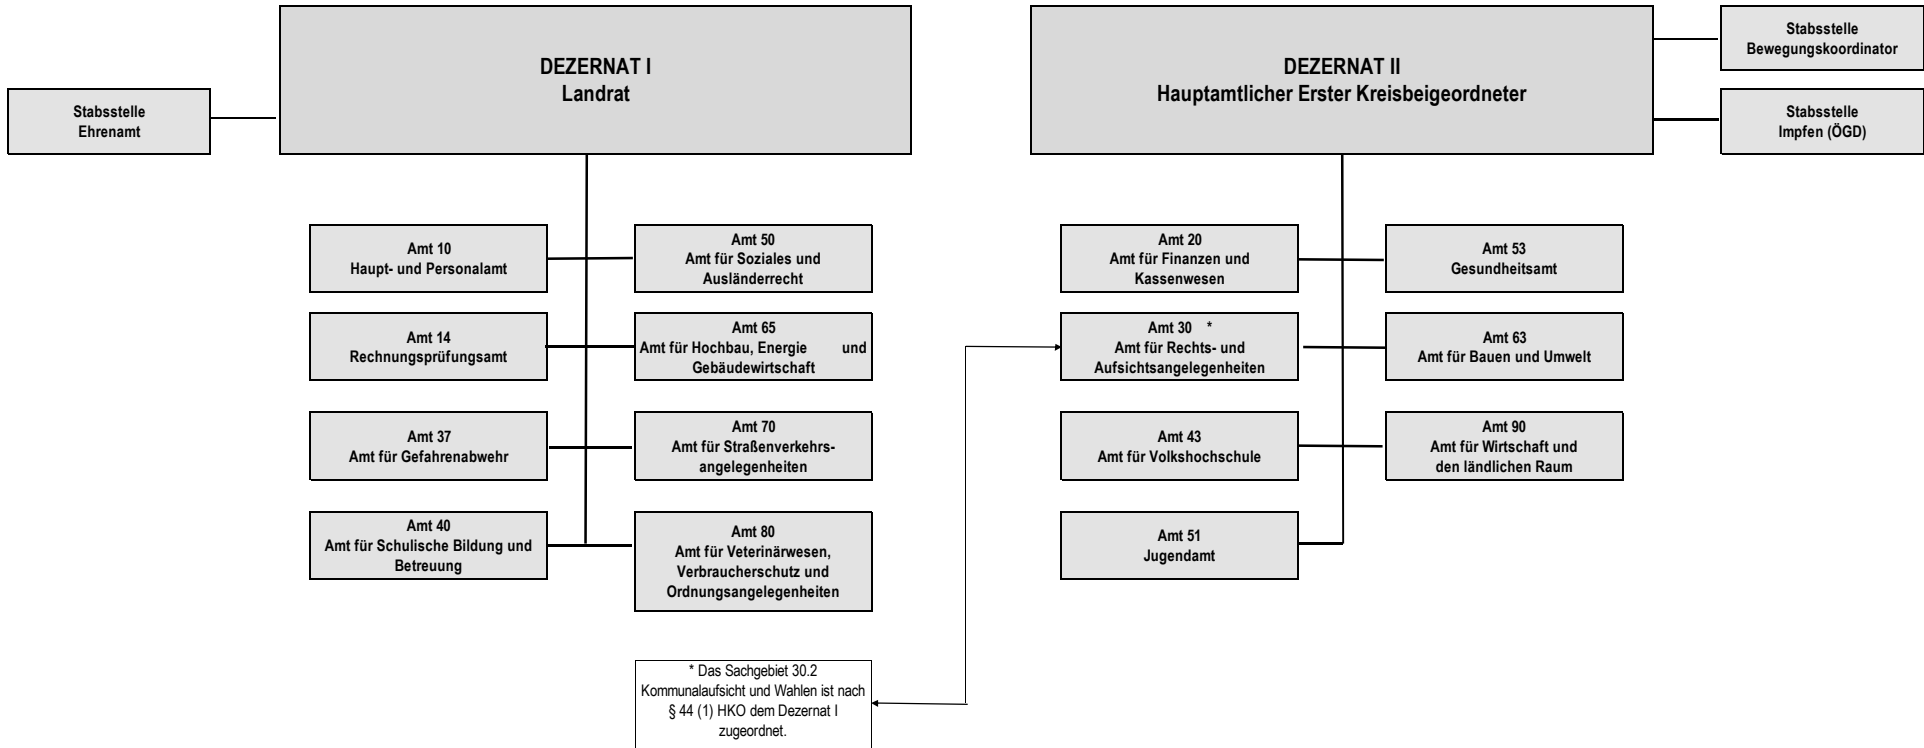 DEZERNAT I
Landrat
Stabsstelle
Ehrenamt
DEZERNAT II
Hauptamtlicher Erster Kreisbeigeordneter
Stabsstelle
Bewegungskoordinator
Stabsstelle
Impfen (ÖGD)
Amt 10
Haupt- und Personalamt
Amt 50
Amt für Soziales und
Ausländerrecht
Amt 14
Rechnungsprüfungsamt
Amt 65
Amt für Hochbau, Energie und
Gebäudewirtschaft
Amt 37
Amt für Gefahrenabwehr
Amt 70
Amt für Straßenverkehrs-
angelegenheiten
Amt 40
Amt für Schulische Bildung und
Betreuung
Amt 80
Amt für Veterinärwesen,
Verbraucherschutz und
Ordnungsangelegenheiten
Amt 20
Amt für Finanzen und
Kassenwesen
Amt 53
Gesundheitsamt
Amt 30 *
Amt für Rechts- und
Aufsichtsangelegenheiten
Amt 63
Amt für Bauen und Umwelt
Amt 43
Amt für Volkshochschule
Amt 90
Amt für Wirtschaft und
den ländlichen Raum
Amt 51
Jugendamt
* Das Sachgebiet 30.2
Kommunalaufsicht und Wahlen ist nach
§ 44 (1) HKO dem Dezernat I
zugeordnet.